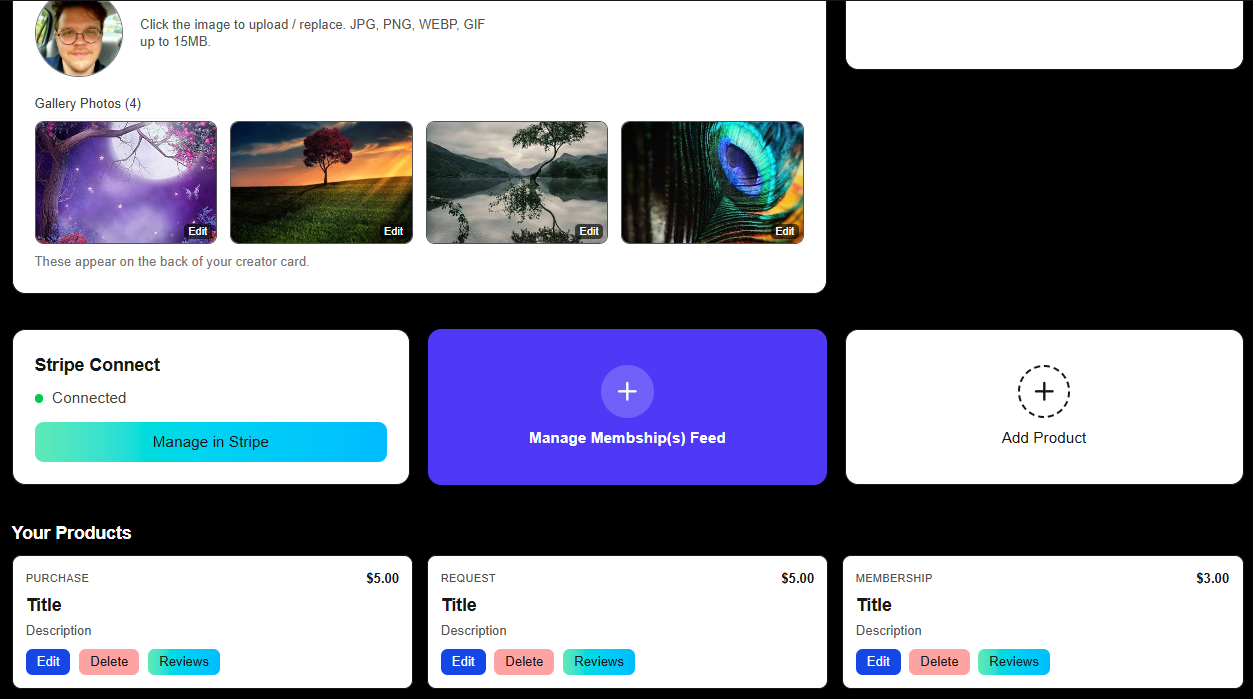 Click the image to upload / replace. JPG, PNG, WEBP, GIF
up to 15MB.
Gallery Photos (4)
Edit
Edit
Edit
Edit
These appear on the back of your creator card.
Stripe Connect
Connected
Manage in Stripe
Manage Membship(s) Feed
Add Product
Your Products
PURCHASE $5.00
Title
Description
Edit Delete Reviews
REQUEST $5.00
Title
Description
Edit Delete Reviews
MEMBERSHIP $3.00
Title
Description
Edit Delete Reviews